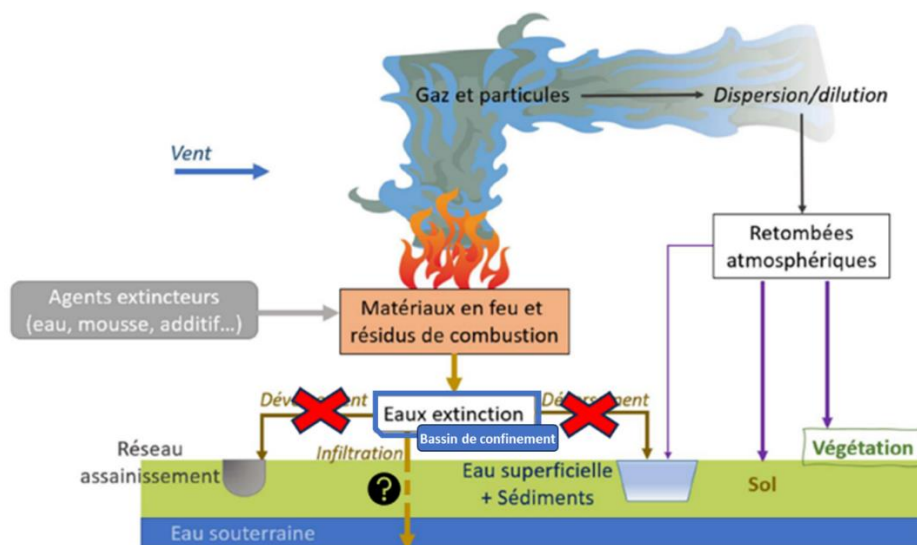 Gaz et particules
Dispersion/dilution
Vent
Retombées
atmosphériques
Agents extincteurs
(eau, mousse, additif...)
Matériaux en feu et
résidus de combustion
Eaux extinction
Bassin de confinement
Réseau
assainissement
Infiltration
?
Eau superficielle
+ Sédiments
Sol
Végétation
Eau souterraine